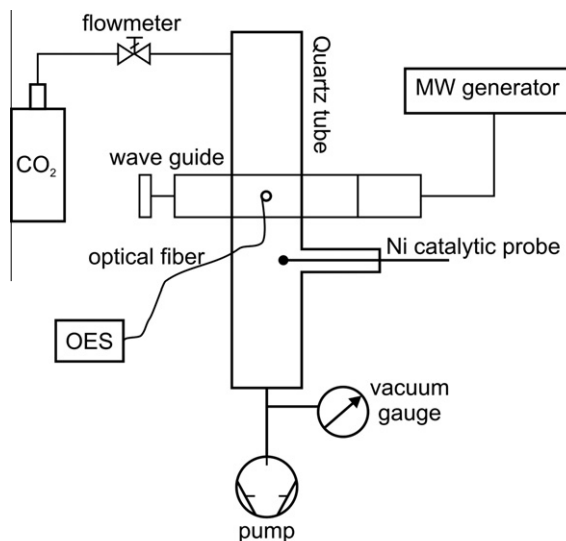 flowmeter
Quartz tube
MW generator
CO₂
wave guide
optical fiber
Ni catalytic probe
OES
vacuum
gauge
pump